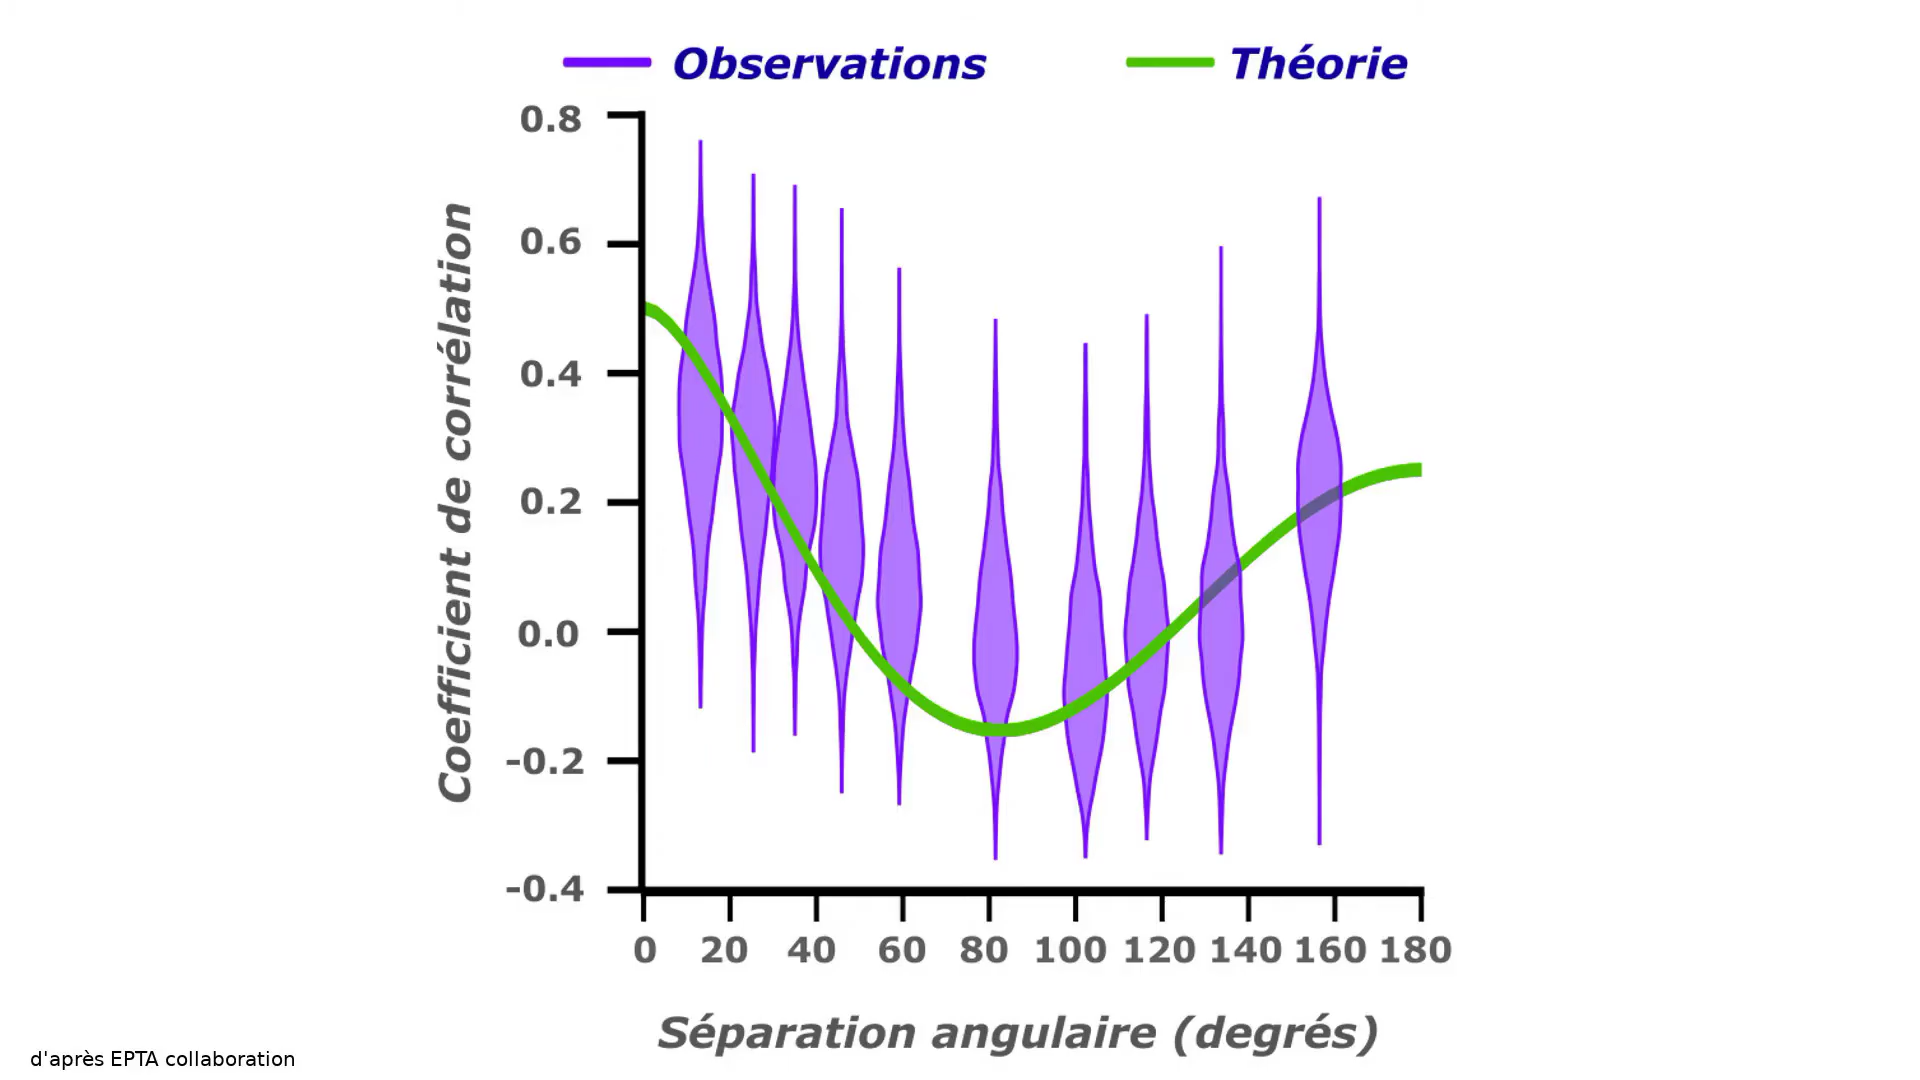 Observations
Théorie
0.8
0.6
0.4
0.2
0.0
-0.2
-0.4
Coefficient de corrélation
0 20 40 60 80 100 120 140 160 180
Séparation angulaire (degrés)
d'après EPTA collaboration